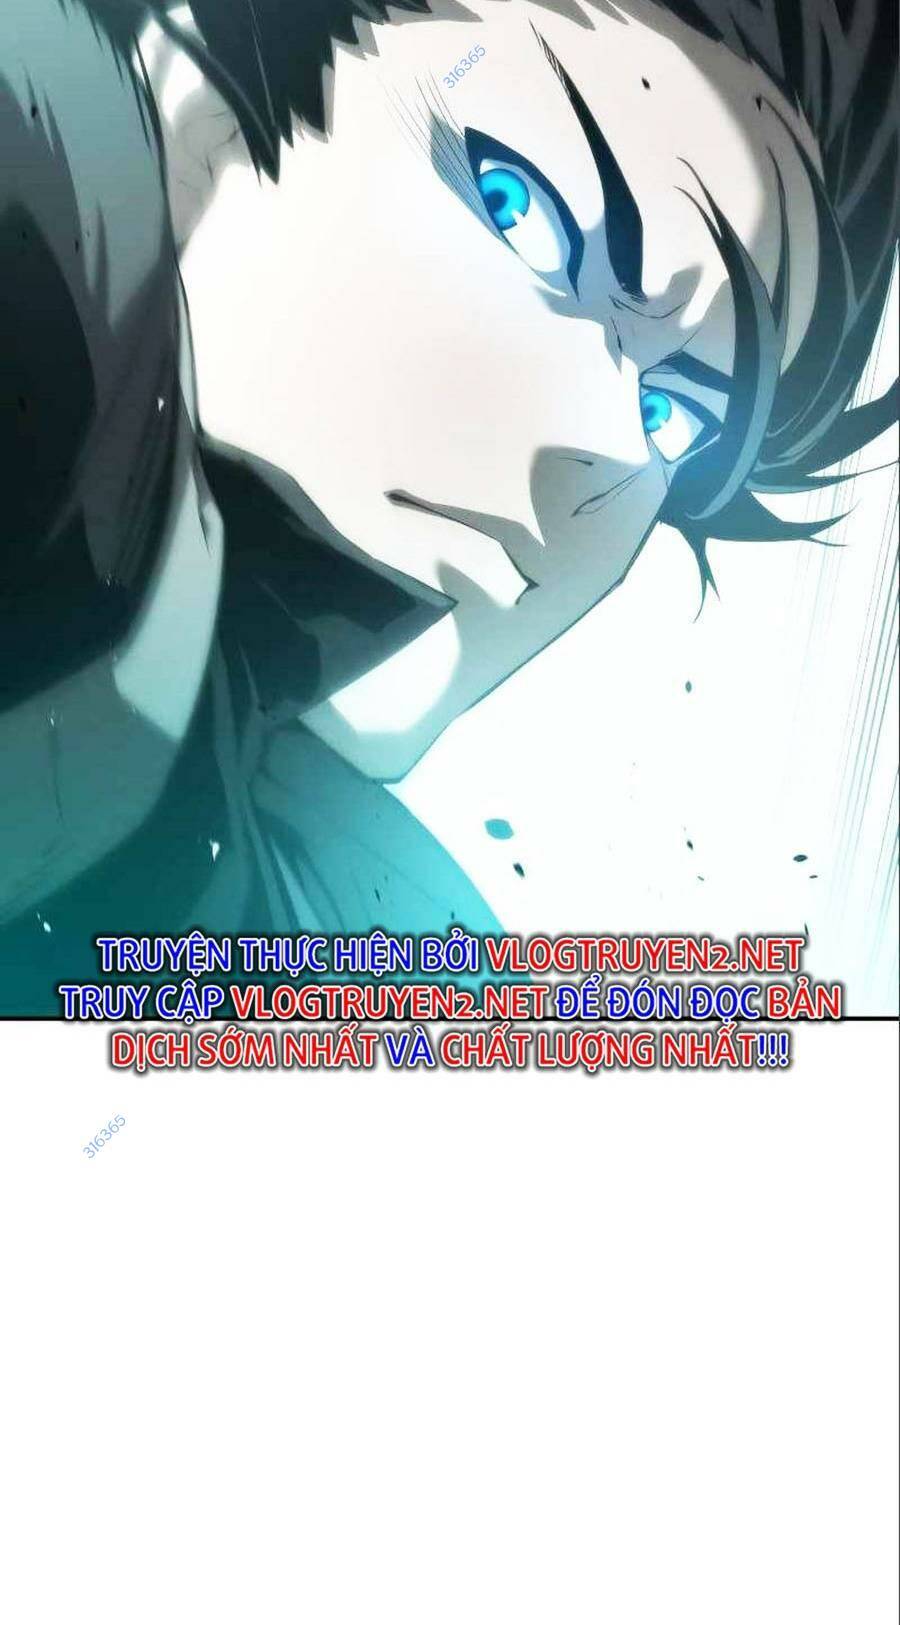 316365
TRUYỆN THỰC HIỆN BỞI VLOGTRUYEN2.NET
TRUY CẬP VLOGTRUYEN2.NET ĐỂ ĐÓN ĐỌC BẢN
DỊCH SỚM NHẤT VÀ CHẤT LƯỢNG NHẤT!!!
316365